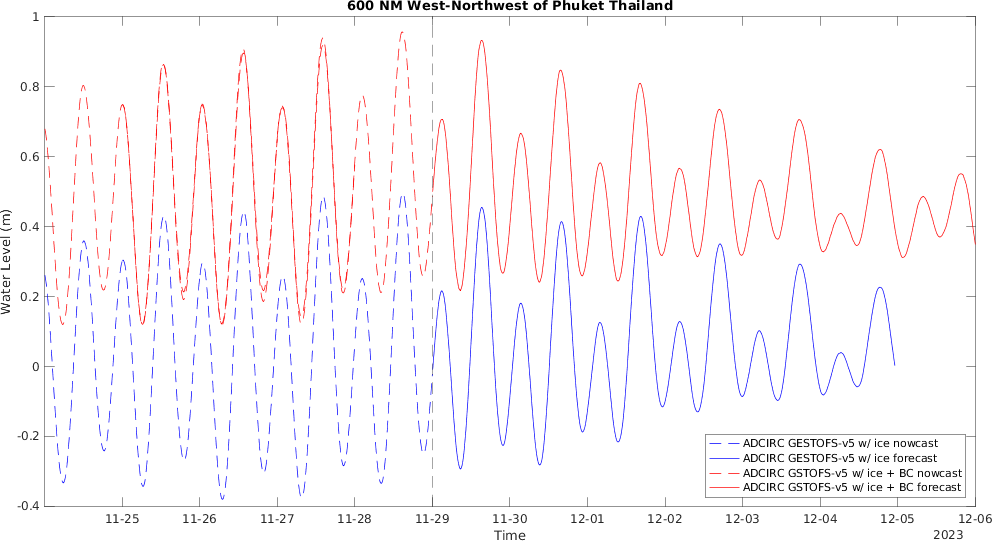 600 NM West-Northwest of Phuket Thailand
1
0.8
0.6
0.4
0.2
0
-0.2
-0.4
Water Level (m)
ADCIRC GESTOFS-v5 w/ ice nowcast
ADCIRC GESTOFS-v5 w/ ice forecast
ADCIRC GSTOFS-v5 w/ ice + BC nowcast
ADCIRC GSTOFS-v5 w/ ice + BC forecast
11-25 11-26 11-27 11-28 11-29 11-30 12-01 12-02 12-03 12-04 12-05 12-06
Time
2023